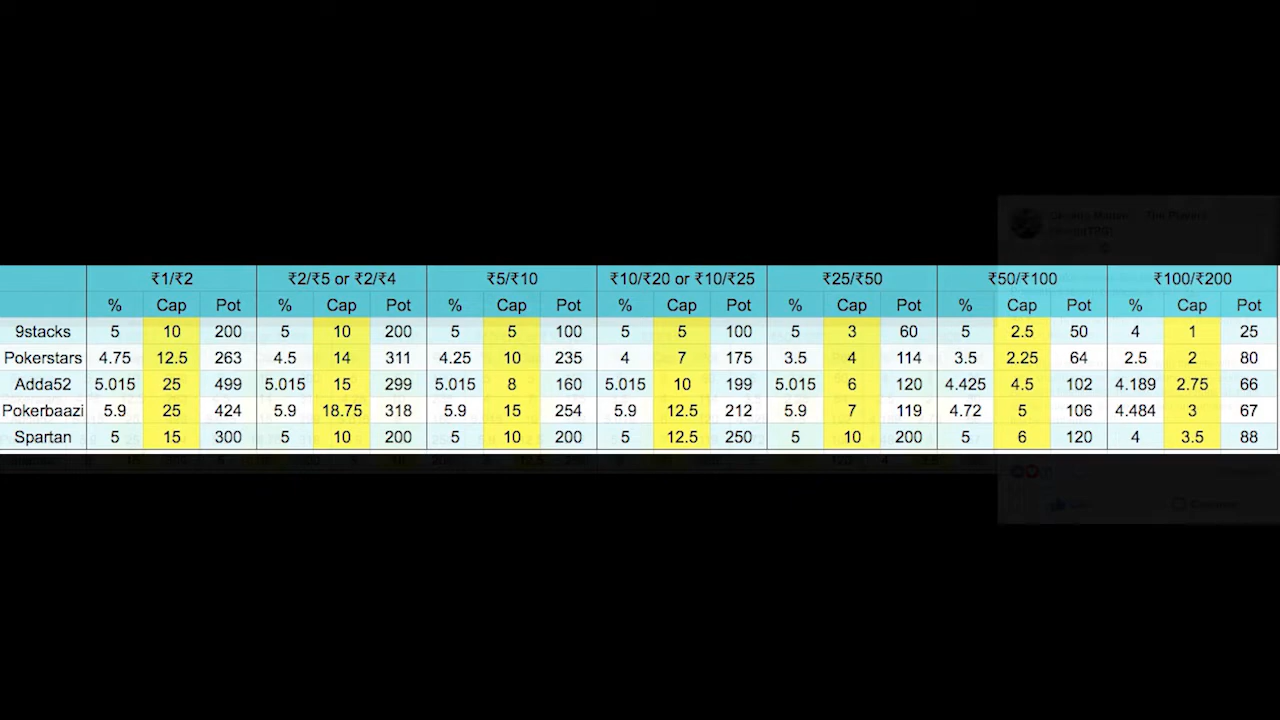 ₹1/₹2 ₹2/₹5 or ₹2/₹4 ₹5/₹10 ₹10/₹20 or ₹10/₹25 ₹25/₹50 ₹50/₹100 ₹100/₹200
% Cap Pot % Cap Pot % Cap Pot % Cap Pot % Cap Pot % Cap Pot % Cap Pot
9stacks 5 10 200 5 10 200 5 5 100 5 5 100 5 3 60 5 2.5 50 4 1 25
Pokerstars 4.75 12.5 263 4.5 14 311 4.25 10 235 4 7 175 3.5 4 114 3.5 2.25 64 2.5 2 80
Adda52 5.015 25 499 5.015 15 299 5.015 8 160 5.015 10 199 5.015 6 120 4.425 4.5 102 4.189 2.75 66
Pokerbaazi 5.9 25 424 5.9 18.75 318 5.9 15 254 5.9 12.5 212 5.9 7 119 4.72 5 106 4.484 3 67
Spartan 5 15 300 5 10 200 5 10 200 5 12.5 250 5 10 200 5 6 120 4 3.5 88